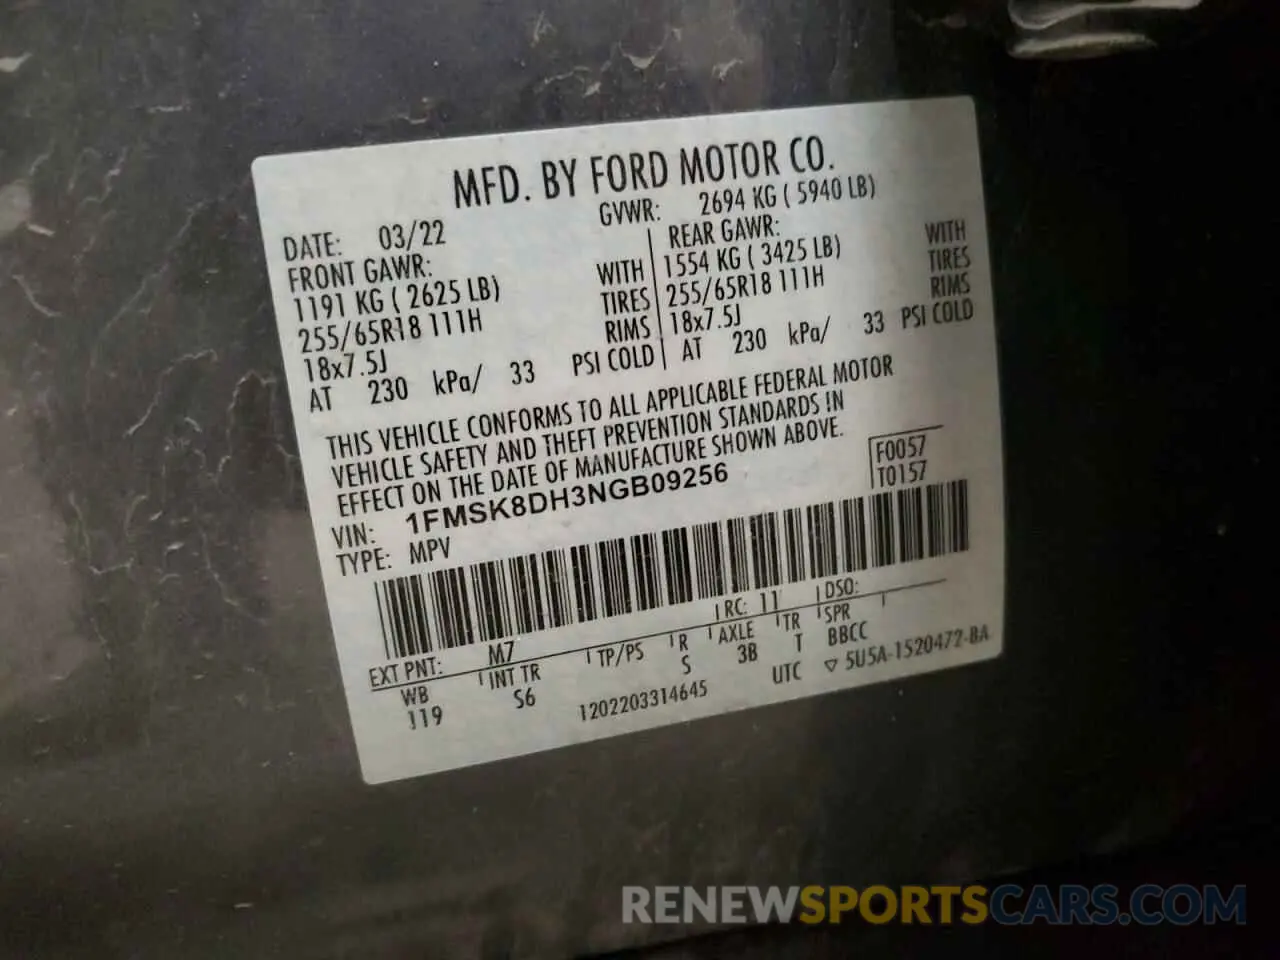 MFD. BY FORD MOTOR CO.
DATE: 03/22 GVWR: 2694 KG ( 5940 LB)
FRONT GAWR: REAR GAWR:
1191 KG ( 2625 LB) WITH 1554 KG ( 3425 LB) WITH
255/65R18 111H TIRES 255/65R18 111H TIRES
18x7.5J RIMS 18x7.5J RIMS
AT 230 kPa/ 33 PSI COLD AT 230 kPa/ 33 PSI COLD
THIS VEHICLE CONFORMS TO ALL APPLICABLE FEDERAL MOTOR
VEHICLE SAFETY AND THEFT PREVENTION STANDARDS IN
EFFECT ON THE DATE OF MANUFACTURE SHOWN ABOVE.
F0057
VIN: 1FMSK8DH3NGB09256 T0157
TYPE: MPV
EXT PNT: M7 RC: 11 DSO:
WB INT TR TP/PS R AXLE TR SPR
119 S6 S 3B T BBCC
1202203314645 UTC ▽ 5U5A-1520472-BA
RENEWSPORTSCARS.COM